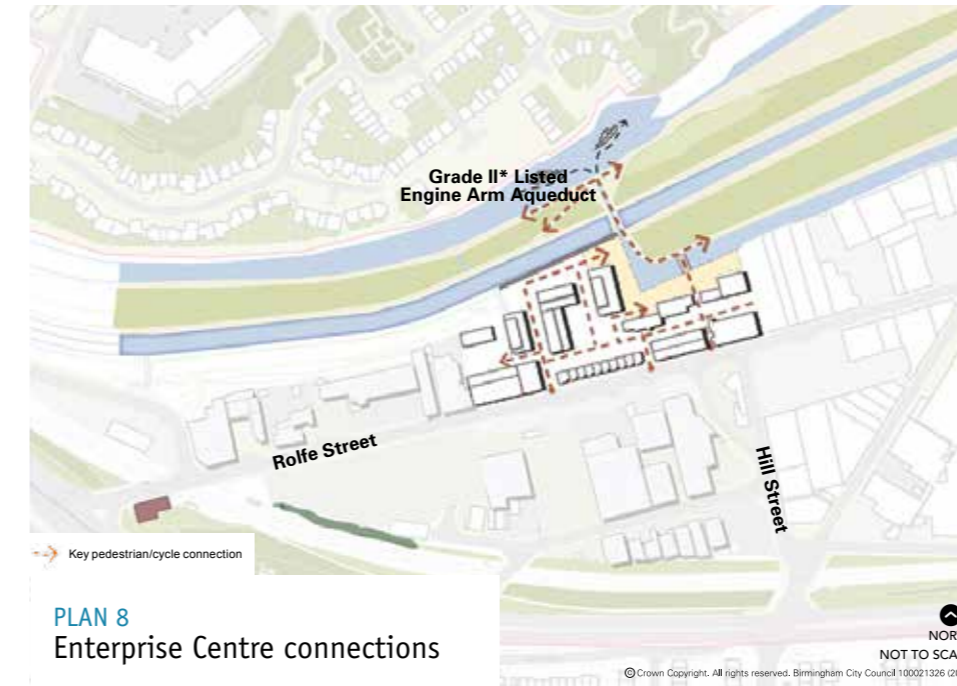 Grade II* Listed
Engine Arm Aqueduct
Rolfe Street
Hill Street
Key pedestrian/cycle connection
PLAN 8
Enterprise Centre connections
NOR
NOT TO SCA
© Crown Copyright. All rights reserved. Birmingham City Council 100021326 (20